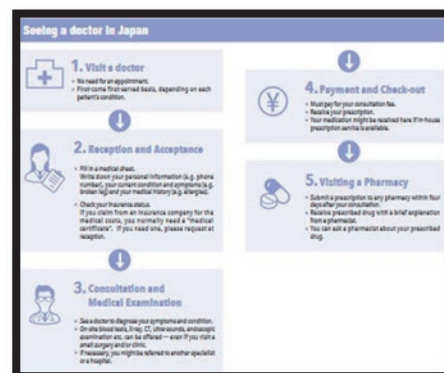 Seeing a doctor in Japan
1. Visit a doctor
• No need for an appointment.
• First-come first-served basis, depending on each
patient's condition.
2. Reception and Acceptance
• Fill in a medical sheet.
Write down your personal information (e.g. phone
number), your current condition and symptoms (e.g.
broken leg) and your medical history (e.g. allergies).
• Check your insurance status.
If you claim from an insurance company for the
medical costs, you normally need a "medical
certificate". If you need one, please request at
reception.
3. Consultation and
Medical Examination
• See a doctor to diagnose your symptoms and condition.
• On-site blood tests, X-ray, CT, ultra sounds, endoscopic
examination etc. can be offered — even if you visit a
small surgery and/or clinic.
• If necessary, you might be referred to another specialist
or a hospital.
4. Payment and Check-out
¥
• Must pay for your consultation fee.
• Receive your prescription.
• Your medication might be received here if in-house
prescription service is available.
5. Visiting a Pharmacy
• Submit a prescription to any pharmacy within four
days after your consultation.
• Receive prescribed drug with a brief explanation
from a pharmacist.
• You can ask a pharmacist about your prescribed
drug.